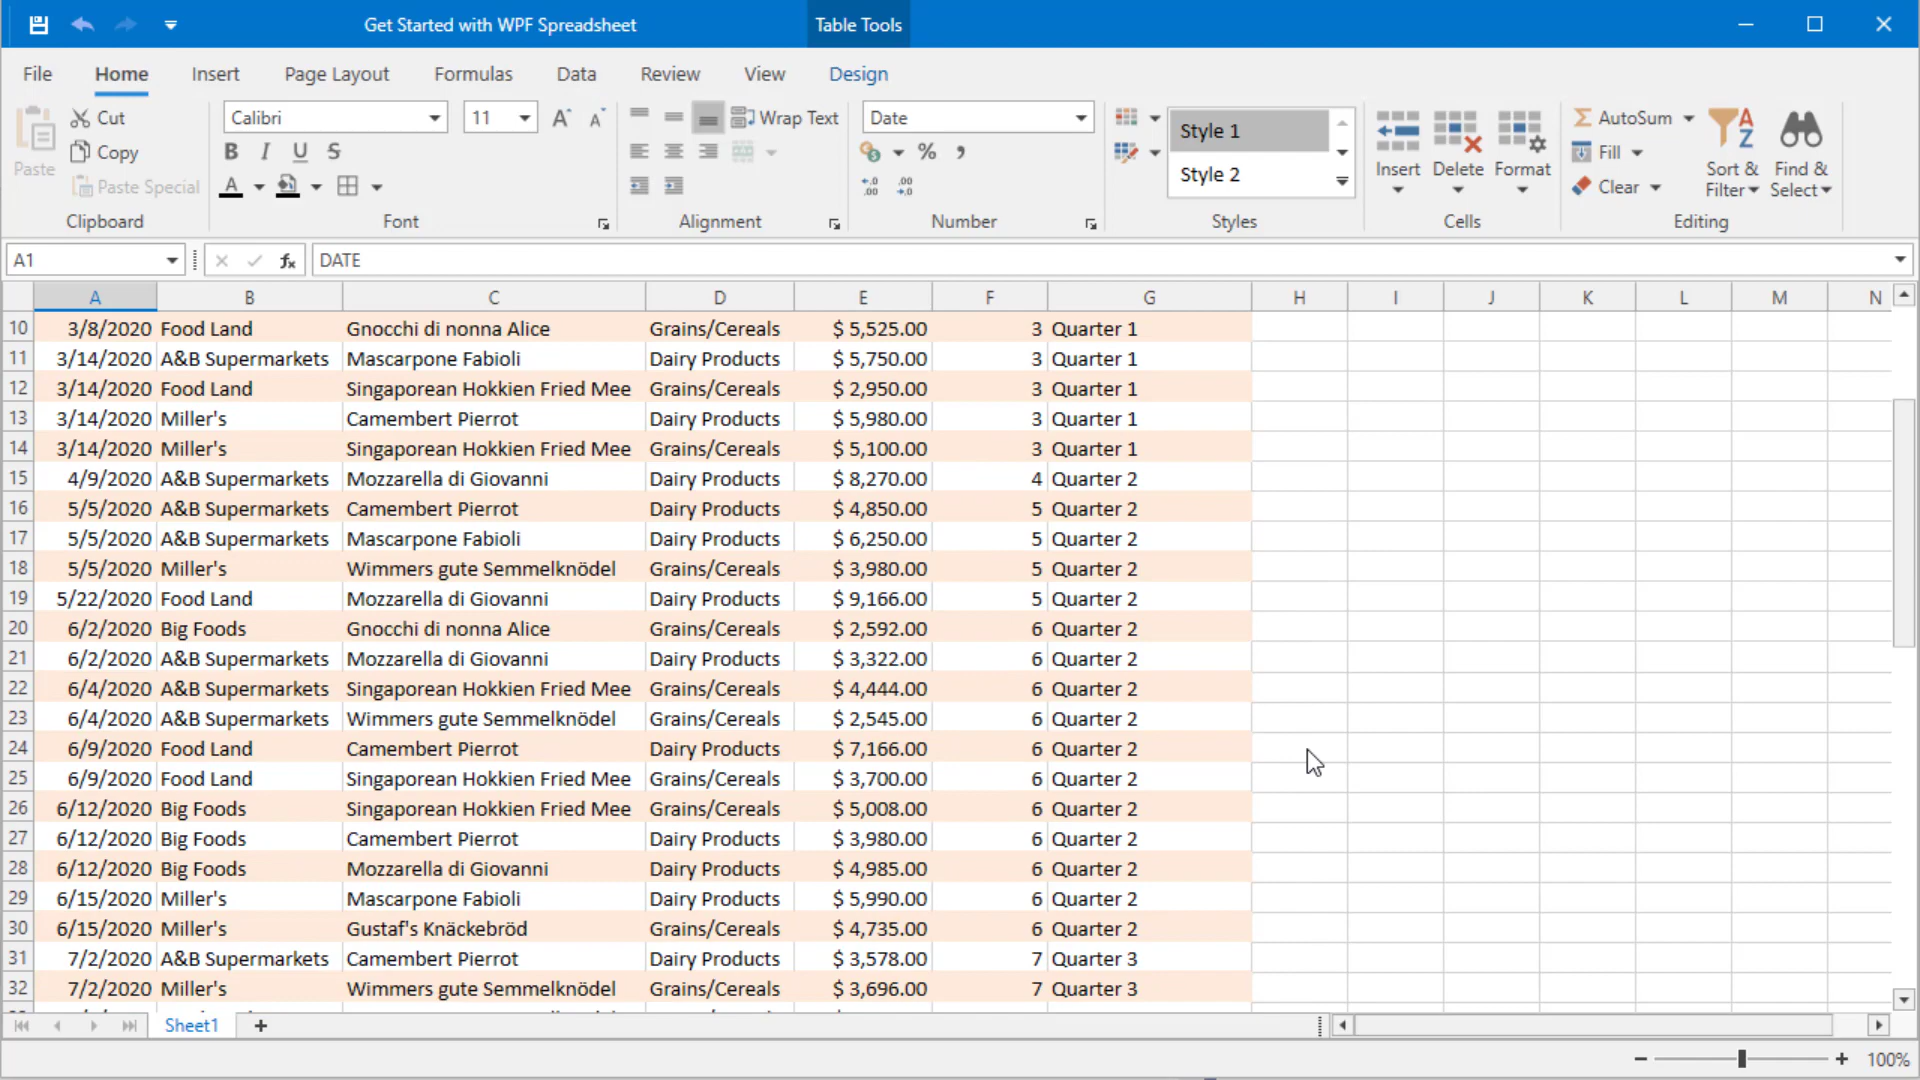 Get Started with WPF Spreadsheet Table Tools
File Home Insert Page Layout Formulas Data Review View Design
Paste Cut Copy Paste Special Clipboard
Calibri 11 A A B I U S A Font
Wrap Text Alignment
Date % , Number
Style 1 Style 2 Styles
Insert Delete Format Cells
AutoSum Fill Clear Sort & Filter Find & Select Editing
A1 fx DATE
A B C D E F G H I J K L M N
10 3/8/2020 Food Land Gnocchi di nonna Alice Grains/Cereals $ 5,525.00 3 Quarter 1
11 3/14/2020 A&B Supermarkets Mascarpone Fabioli Dairy Products $ 5,750.00 3 Quarter 1
12 3/14/2020 Food Land Singaporean Hokkien Fried Mee Grains/Cereals $ 2,950.00 3 Quarter 1
13 3/14/2020 Miller's Camembert Pierrot Dairy Products $ 5,980.00 3 Quarter 1
14 3/14/2020 Miller's Singaporean Hokkien Fried Mee Grains/Cereals $ 5,100.00 3 Quarter 1
15 4/9/2020 A&B Supermarkets Mozzarella di Giovanni Dairy Products $ 8,270.00 4 Quarter 2
16 5/5/2020 A&B Supermarkets Camembert Pierrot Dairy Products $ 4,850.00 5 Quarter 2
17 5/5/2020 A&B Supermarkets Mascarpone Fabioli Dairy Products $ 6,250.00 5 Quarter 2
18 5/5/2020 Miller's Wimmers gute Semmelknödel Grains/Cereals $ 3,980.00 5 Quarter 2
19 5/22/2020 Food Land Mozzarella di Giovanni Dairy Products $ 9,166.00 5 Quarter 2
20 6/2/2020 Big Foods Gnocchi di nonna Alice Grains/Cereals $ 2,592.00 6 Quarter 2
21 6/2/2020 A&B Supermarkets Mozzarella di Giovanni Dairy Products $ 3,322.00 6 Quarter 2
22 6/4/2020 A&B Supermarkets Singaporean Hokkien Fried Mee Grains/Cereals $ 4,444.00 6 Quarter 2
23 6/4/2020 A&B Supermarkets Wimmers gute Semmelknödel Grains/Cereals $ 2,545.00 6 Quarter 2
24 6/9/2020 Food Land Camembert Pierrot Dairy Products $ 7,166.00 6 Quarter 2
25 6/9/2020 Food Land Singaporean Hokkien Fried Mee Grains/Cereals $ 3,700.00 6 Quarter 2
26 6/12/2020 Big Foods Singaporean Hokkien Fried Mee Grains/Cereals $ 5,008.00 6 Quarter 2
27 6/12/2020 Big Foods Camembert Pierrot Dairy Products $ 3,980.00 6 Quarter 2
28 6/12/2020 Big Foods Mozzarella di Giovanni Dairy Products $ 4,985.00 6 Quarter 2
29 6/15/2020 Miller's Mascarpone Fabioli Dairy Products $ 5,990.00 6 Quarter 2
30 6/15/2020 Miller's Gustaf's Knäckebröd Grains/Cereals $ 4,735.00 6 Quarter 2
31 7/2/2020 A&B Supermarkets Camembert Pierrot Dairy Products $ 3,578.00 7 Quarter 3
32 7/2/2020 Miller's Wimmers gute Semmelknödel Grains/Cereals $ 3,696.00 7 Quarter 3
Sheet1
100%